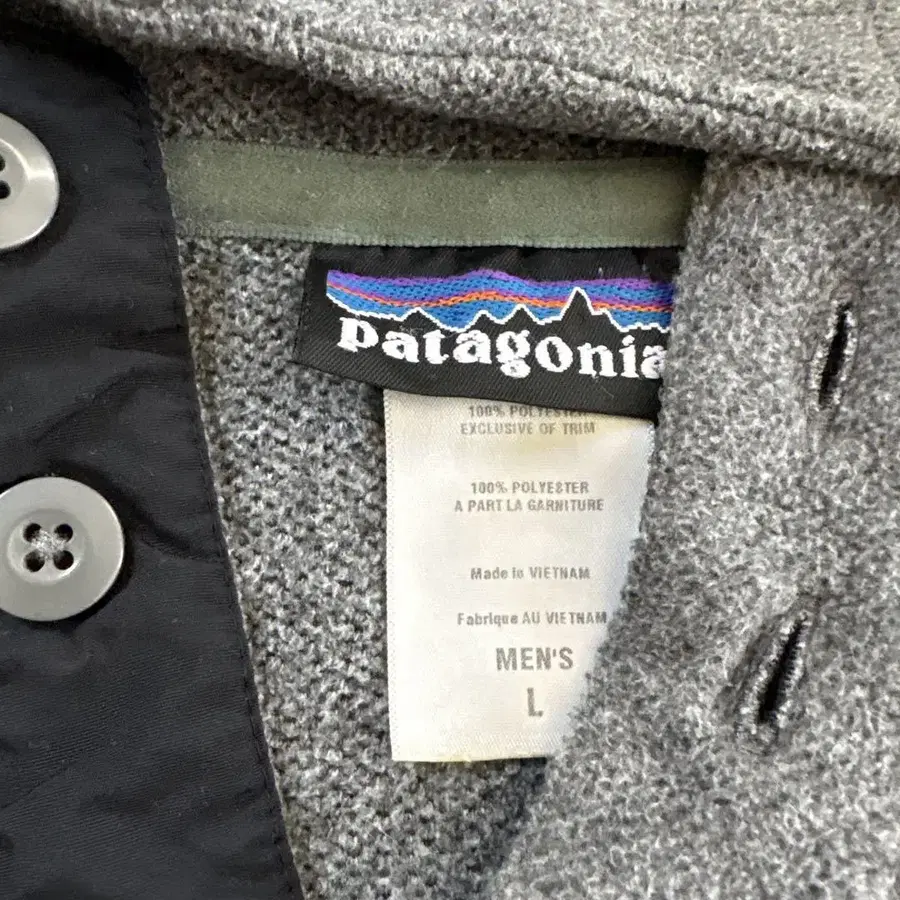 patagonia
100% POLYESTER
EXCLUSIVE OF TRIM
100% POLYESTER
A PART LA GARNITURE
Made in VIETNAM
Fabrique AU VIETNAM
MEN'S
L